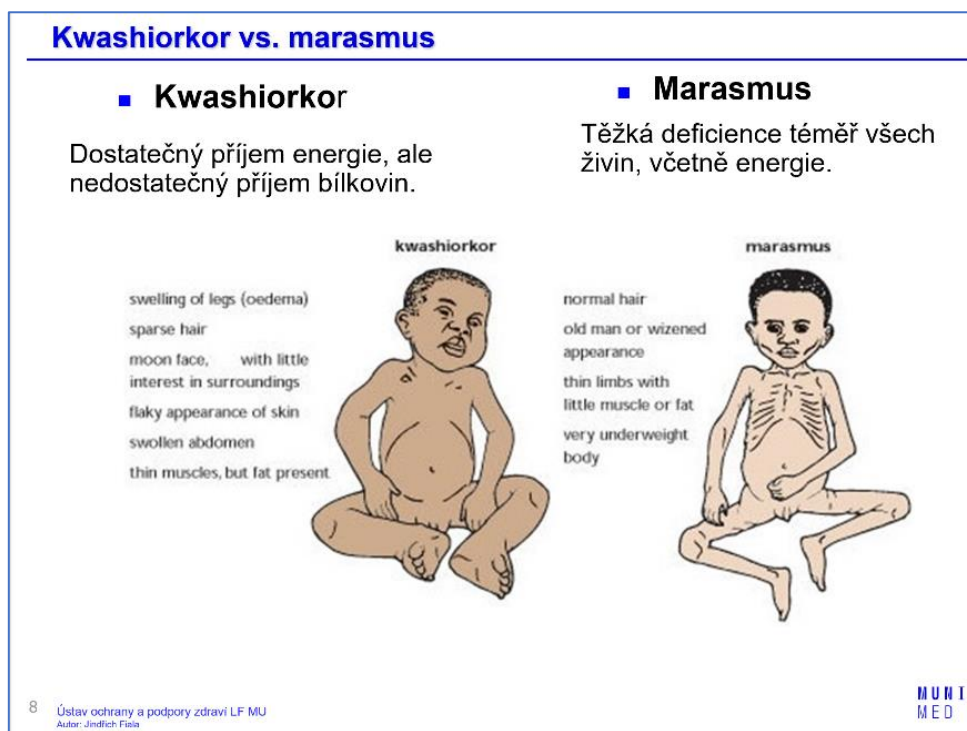 Kwashiorkor vs. marasmus
Kwashiorkor
Dostatečný příjem energie, ale
nedostatečný příjem bílkovin.
Marasmus
Těžká deficience téměř všech
živin, včetně energie.
kwashiorkor
swelling of legs (oedema)
sparse hair
moon face, with little
interest in surroundings
flaky appearance of skin
swollen abdomen
thin muscles, but fat present
marasmus
normal hair
old man or wizened
appearance
thin limbs with
little muscle or fat
very underweight
body
8
Ústav ochrany a podpory zdraví LF MU
Autor: Jindřich Fiala
MUNI
MED